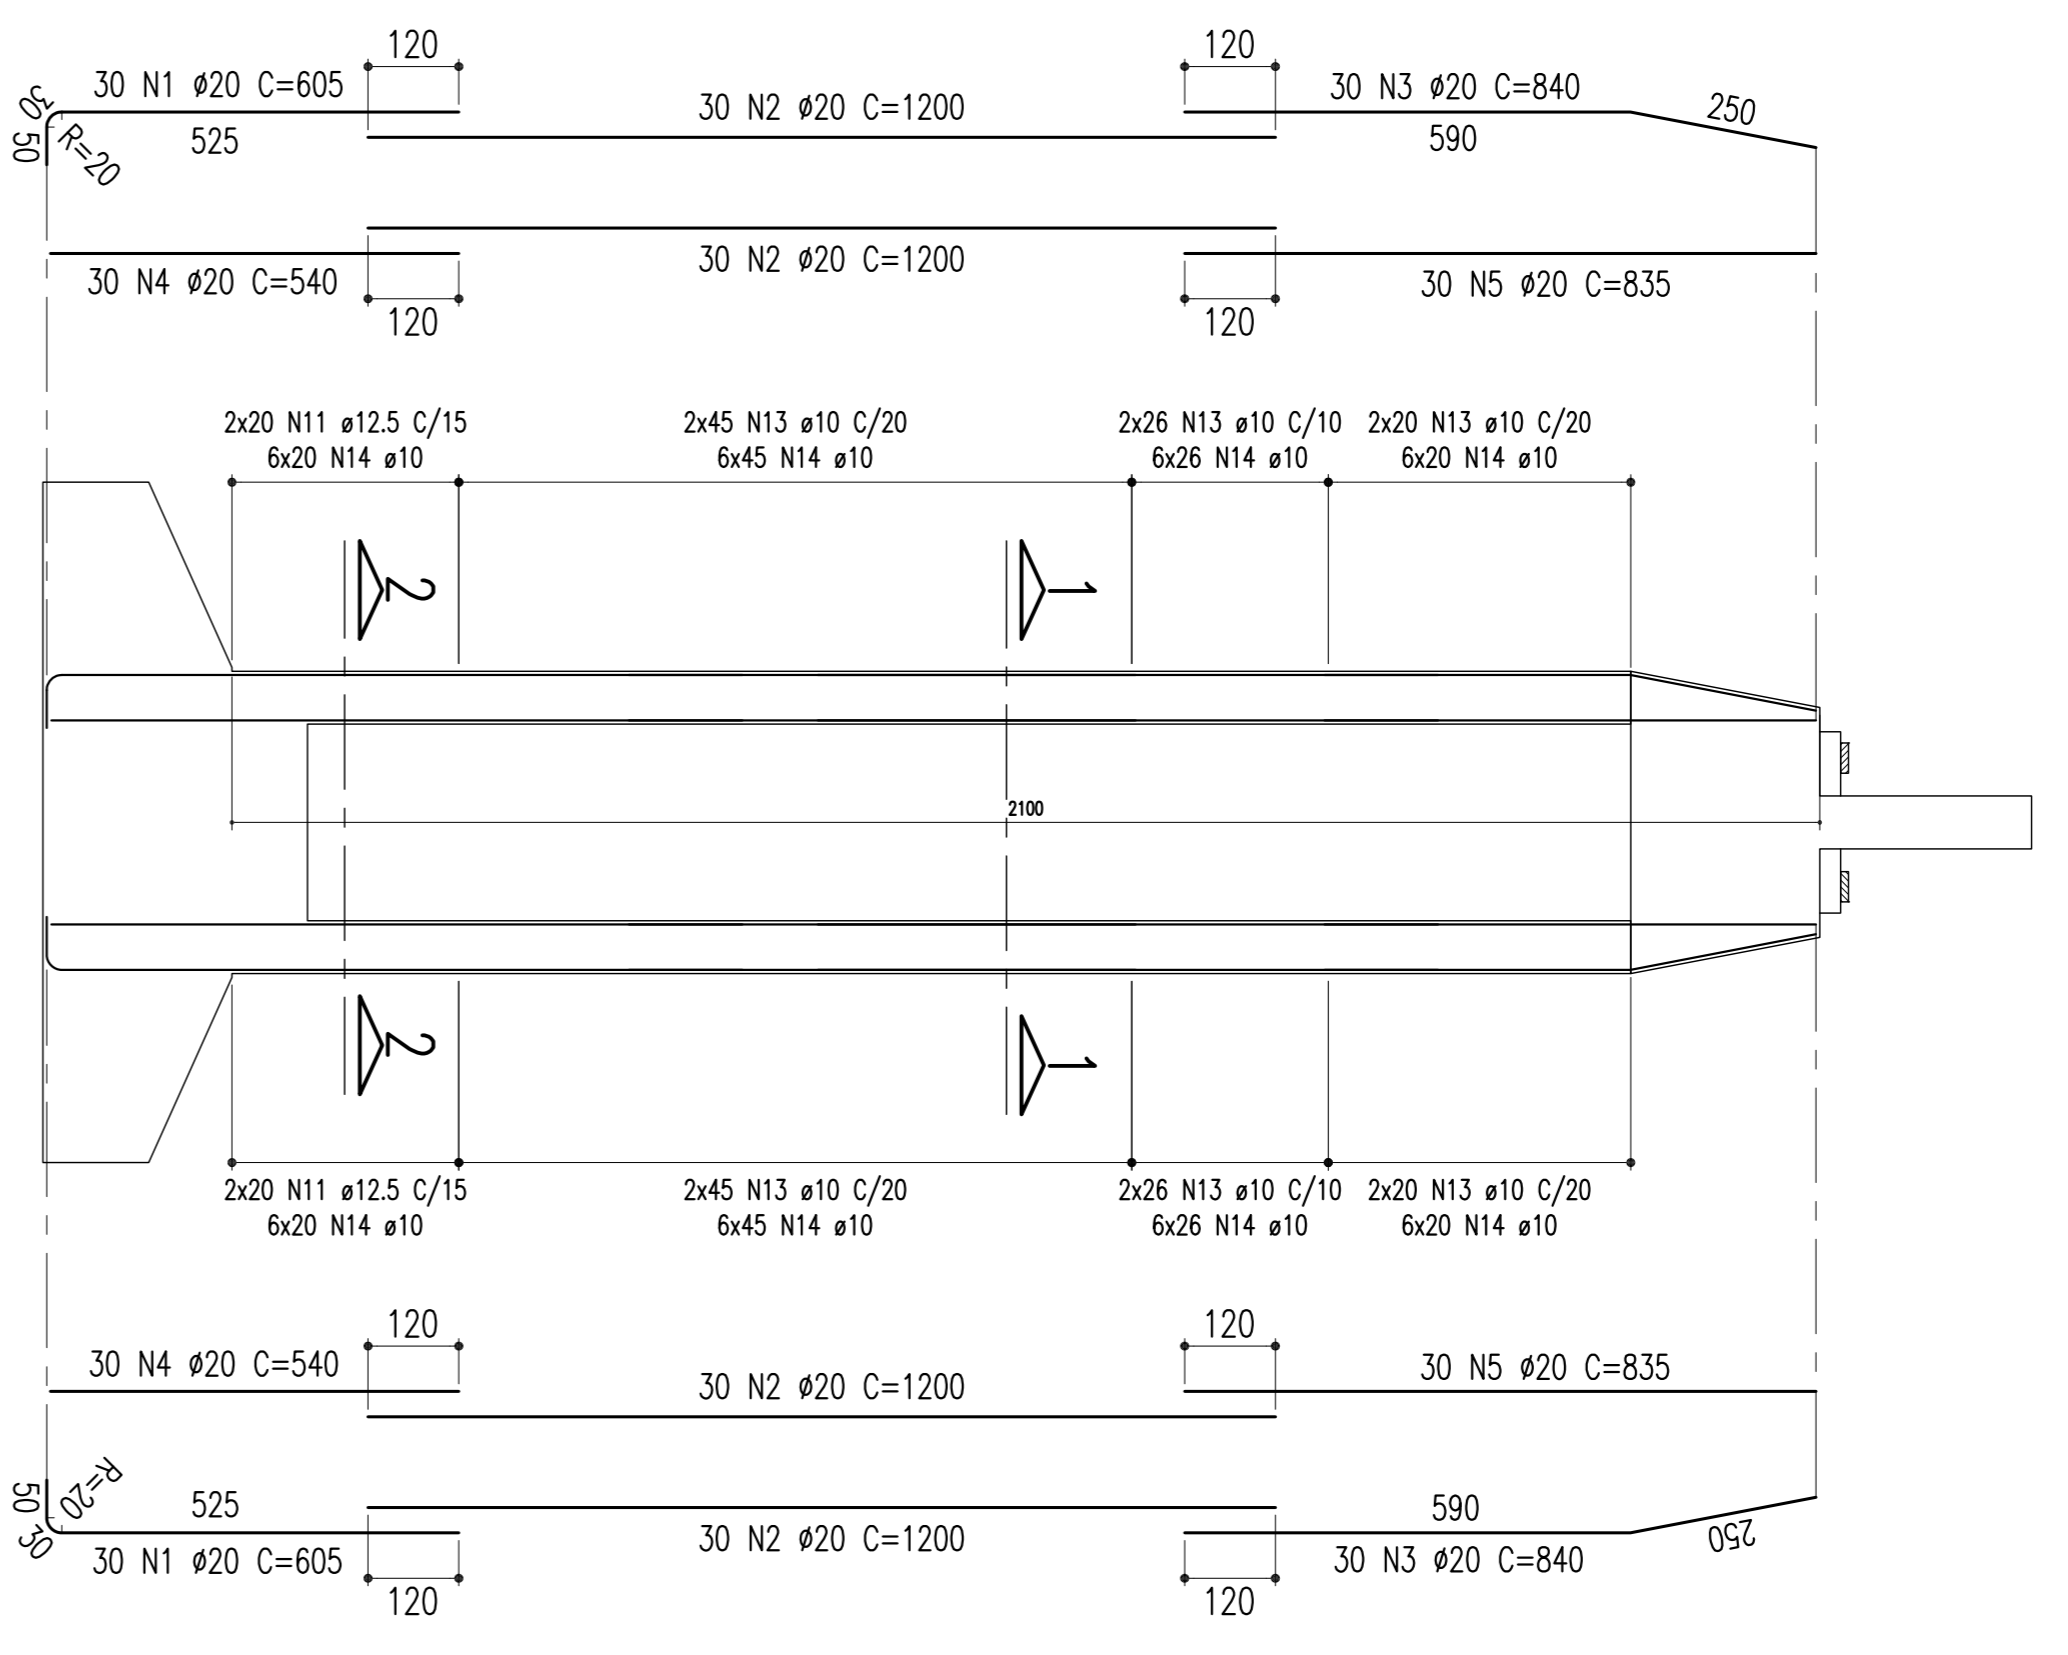 120
120
30 N1 ø20 C=605
30 N2 ø20 C=1200
30 N3 ø20 C=840
250
30
50
R=20
525
590
30 N4 ø20 C=540
30 N2 ø20 C=1200
30 N5 ø20 C=835
120
120
2x20 N11 ø12.5 C/15
6x20 N14 ø10
2x45 N13 ø10 C/20
6x45 N14 ø10
2x26 N13 ø10 C/10
6x26 N14 ø10
2x20 N13 ø10 C/20
6x20 N14 ø10
2
1
2100
2
1
2x20 N11 ø12.5 C/15
6x20 N14 ø10
2x45 N13 ø10 C/20
6x45 N14 ø10
2x26 N13 ø10 C/10
6x26 N14 ø10
2x20 N13 ø10 C/20
6x20 N14 ø10
120
120
30 N4 ø20 C=540
30 N2 ø20 C=1200
30 N5 ø20 C=835
50
R=20
30
525
590
250
30 N1 ø20 C=605
30 N2 ø20 C=1200
30 N3 ø20 C=840
120
120